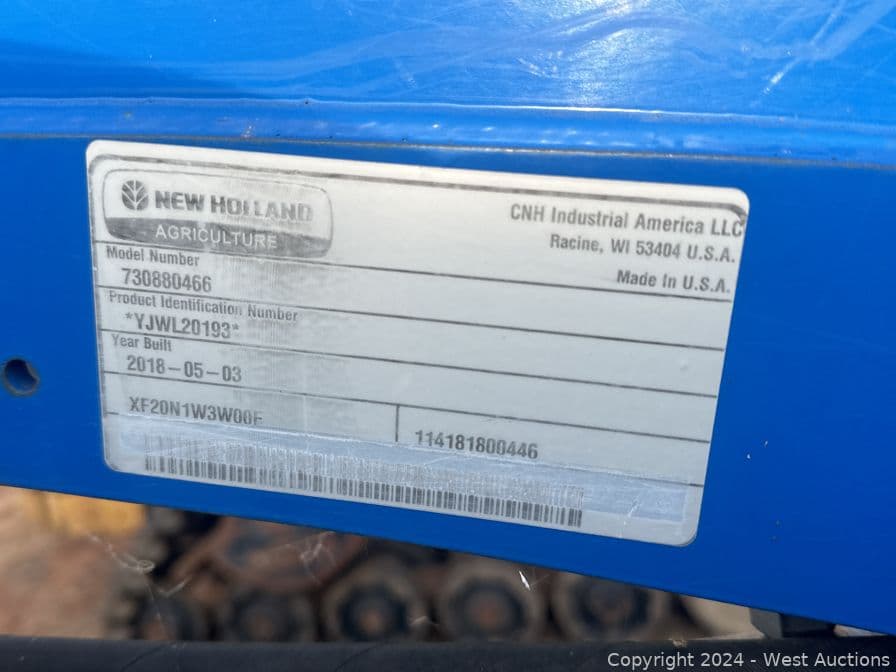 NEW HOLLAND
AGRICULTURE
CNH Industrial America LLC
Racine, WI 53404 U.S.A.
Made In U.S.A.
Model Number
730880466
Product Identification Number
*YJWL20193*
Year Built
2018-05-03
XF20N1W3W00F
114181800446
Copyright © 2024 - West Auctions